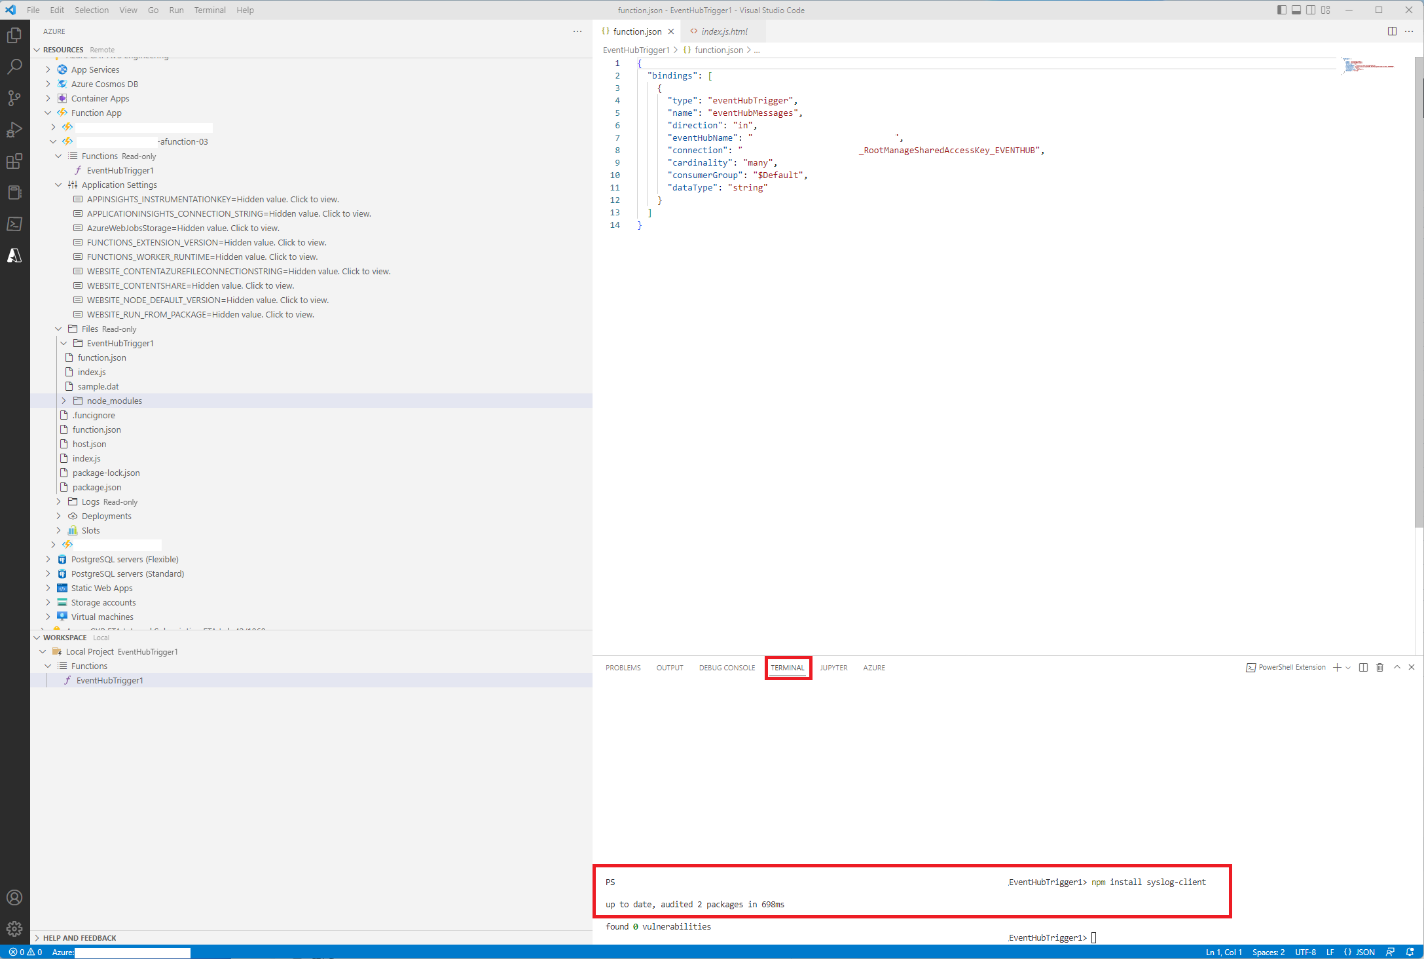 File Edit Selection View Go Run Terminal Help
function.json - EventHubTrigger1 - Visual Studio Code
AZURE
RESOURCES Remote
App Services
Azure Cosmos DB
Container Apps
Function App
-afunction-03
Functions Read-only
EventHubTrigger1
Application Settings
APPINSIGHTS_INSTRUMENTATIONKEY=Hidden value. Click to view.
APPLICATIONINSIGHTS_CONNECTION_STRING=Hidden value. Click to view.
AzureWebJobsStorage=Hidden value. Click to view.
FUNCTIONS_EXTENSION_VERSION=Hidden value. Click to view.
FUNCTIONS_WORKER_RUNTIME=Hidden value. Click to view.
WEBSITE_CONTENTAZUREFILECONNECTIONSTRING=Hidden value. Click to view.
WEBSITE_CONTENTSHARE=Hidden value. Click to view.
WEBSITE_NODE_DEFAULT_VERSION=Hidden value. Click to view.
WEBSITE_RUN_FROM_PACKAGE=Hidden value. Click to view.
Files Read-only
EventHubTrigger1
function.json
index.js
sample.dat
node_modules
.funcignore
function.json
host.json
index.js
package-lock.json
package.json
Logs Read-only
Deployments
Slots
PostgreSQL servers (Flexible)
PostgreSQL servers (Standard)
Static Web Apps
Storage accounts
Virtual machines
WORKSPACE Local
Local Project EventHubTrigger1
Functions
EventHubTrigger1
HELP AND FEEDBACK
{} function.json × <> index.js.html
EventHubTrigger1 > {} function.json > ...
1 {
2 "bindings": [
3 {
4 "type": "eventHubTrigger",
5 "name": "eventHubMessages",
6 "direction": "in",
7 "eventHubName": " ',
8 "connection": " _RootManageSharedAccessKey_EVENTHUB",
9 "cardinality": "many",
10 "consumerGroup": "$Default",
11 "dataType": "string"
12 }
13 ]
14 }
PROBLEMS OUTPUT DEBUG CONSOLE TERMINAL JUPYTER AZURE
PowerShell Extension
PS EventHubTrigger1> npm install syslog-client
up to date, audited 2 packages in 698ms
found 0 vulnerabilities
EventHubTrigger1>
0 0 Azure: Ln 1, Col 1 Spaces: 2 UTF-8 LF {} JSON